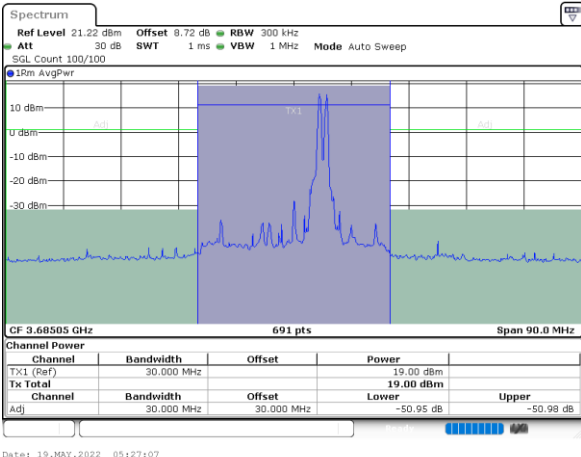 Spectrum
Ref Level 21.22 dBm Offset 8.72 dB RBW 300 kHz
Att 30 dB SWT 1 ms VBW 1 MHz Mode Auto Sweep
SGL Count 100/100
1Rm AvgPwr
10 dBm
TX1
Adj Adj
0 dBm
-10 dBm
-20 dBm
-30 dBm
CF 3.68505 GHz 691 pts Span 90.0 MHz
Channel Power
Channel Bandwidth Offset Power
TX1 (Ref) 30.000 MHz 19.00 dBm
Tx Total 19.00 dBm
Channel Bandwidth Offset Lower Upper
Adj 30.000 MHz 30.000 MHz -50.95 dB -50.98 dB
Ready
Date: 19.MAY.2022 05:27:07